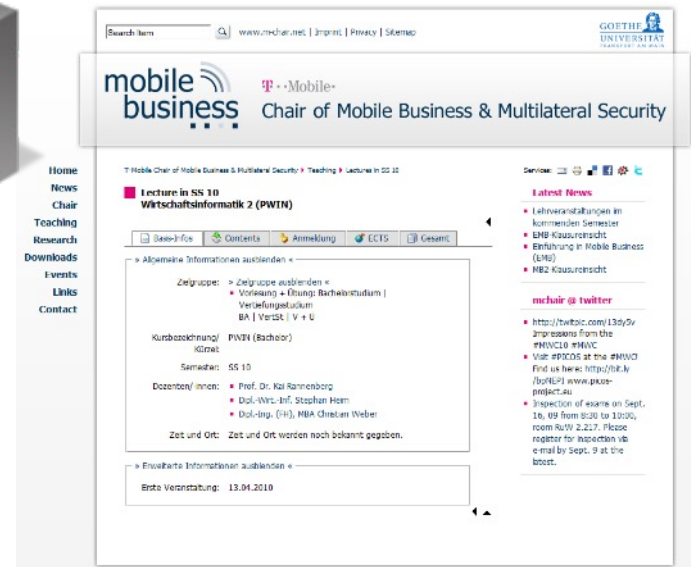 Search Item
www.m-chair.net | Imprint | Privacy | Sitemap
GOETHE
UNIVERSITÄT
FRANKFURT AM MAIN
mobile
business
T··Mobile·
Chair of Mobile Business & Multilateral Security
Home
News
Chair
Teaching
Research
Downloads
Events
Links
Contact
T-Mobile Chair of Mobile Business & Multilateral Security Teaching Lectures in SS 10
Lecture in SS 10
Wirtschaftsinformatik 2 (PWIN)
Basis-Infos Contents Anmeldung ECTS Gesamt
» Allgemeine Informationen ausblenden «
Zielgruppe: » Zielgruppe ausblenden «
Vorlesung + Übung: Bachelorstudium |
Vertiefungsstudium
BA | VertSt | V + Ü
Kursbezeichnung/ PWIN (Bachelor)
Kürzel:
Semester: SS 10
Dozenten/-innen: Prof. Dr. Kai Rannenberg
Dipl.-Wirt.-Inf. Stephan Heim
Dipl.-Ing. (FH), MBA Christian Weber
Zeit und Ort: Zeit und Ort werden noch bekannt gegeben.
» Erweiterte Informationen ausblenden «
Erste Veranstaltung: 13.04.2010
Services:
Latest News
Lehrveranstaltungen im
kommenden Semester
EMB-Klausureinsicht
Einführung in Mobile Business
(EMB)
MB2-Klausureinsicht
mchair @ twitter
http://twitpic.com/13dy5v
Impressions from the
#MWC10 #MWC
Visit #PICOS at the #MWC!
Find us here: http://bit.ly
/bpNEPI www.picos-
project.eu
Inspection of exams on Sept.
16, 09 from 8:30 to 10:00,
room RuW 2.217. Please
register for inspection via
e-mail by Sept. 9 at the
latest.